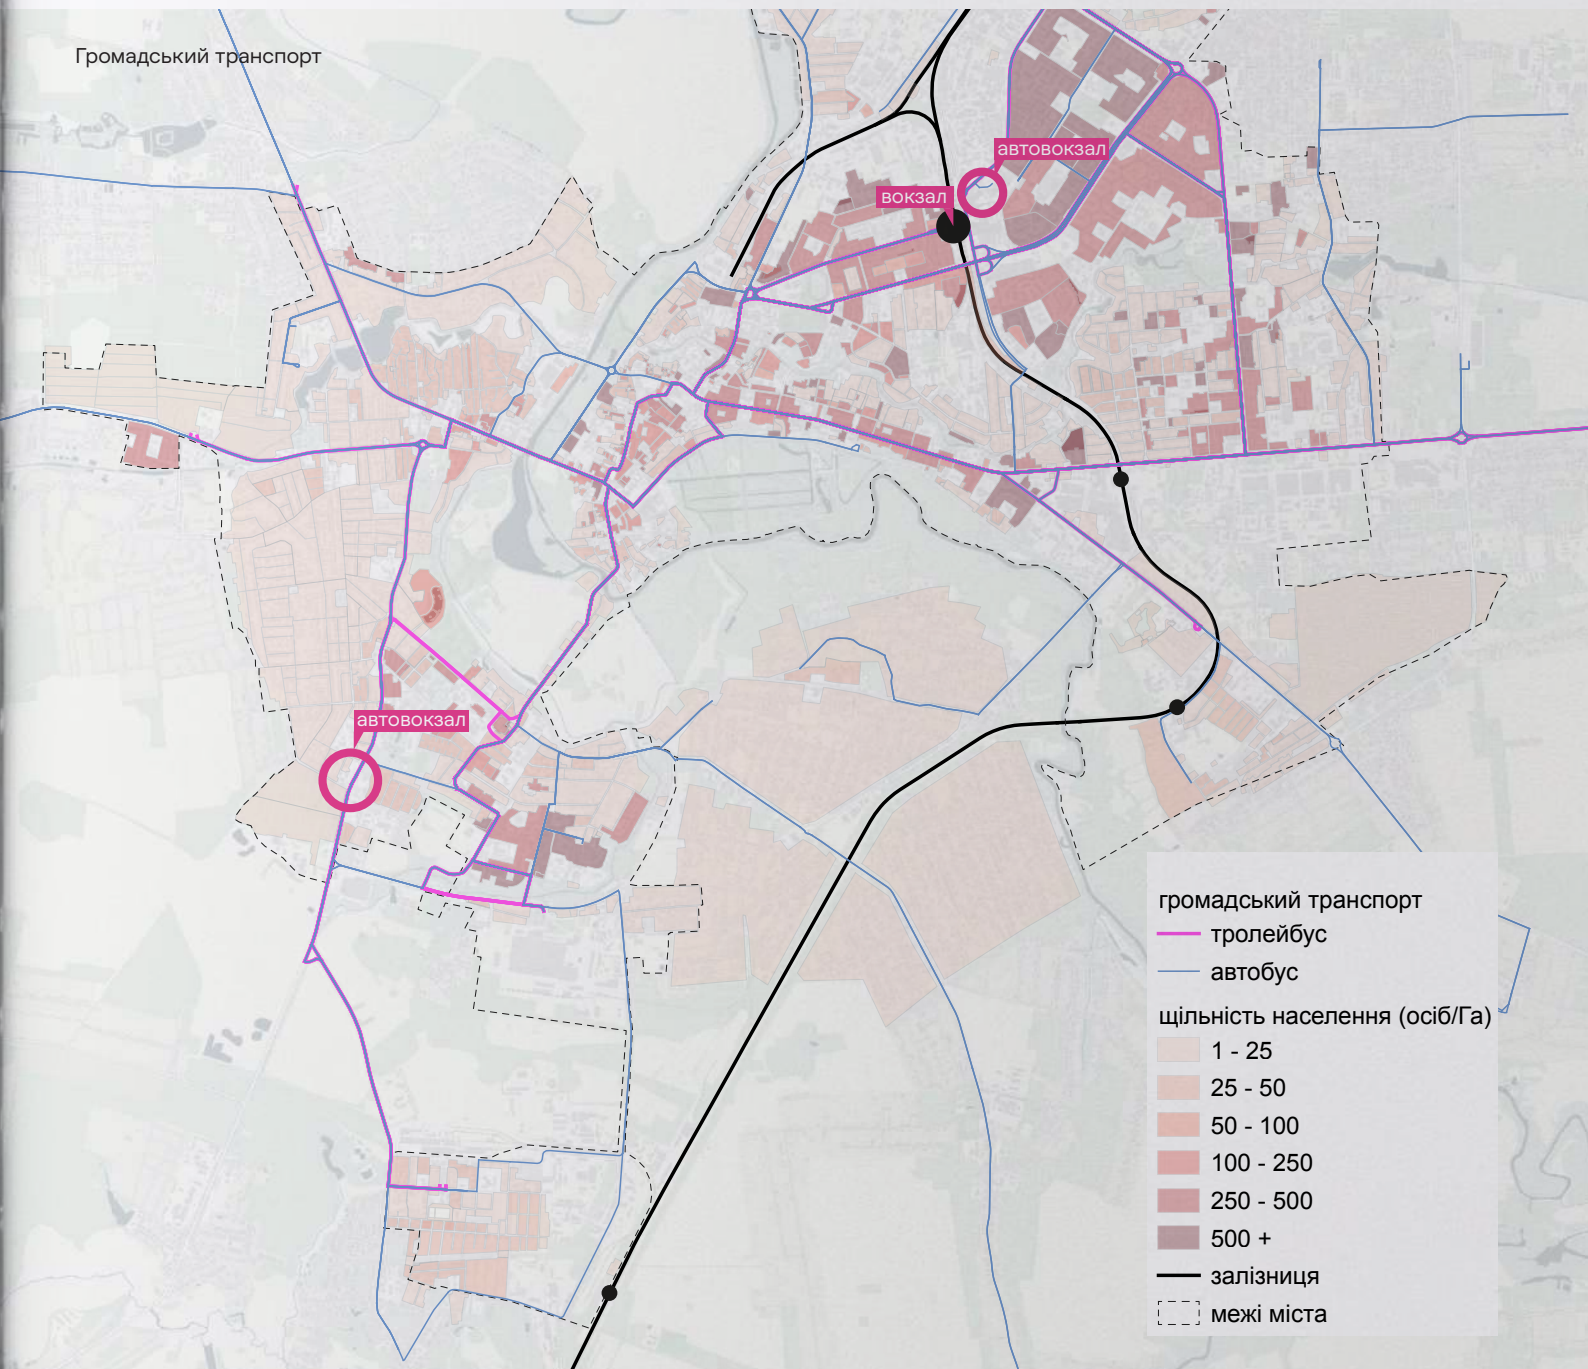 Громадський транспорт
автовокзал
вокзал
автовокзал
громадський транспорт
тролейбус
автобус
щільність населення (осіб/Га)
1 - 25
25 - 50
50 - 100
100 - 250
250 - 500
500 +
залізниця
межі міста